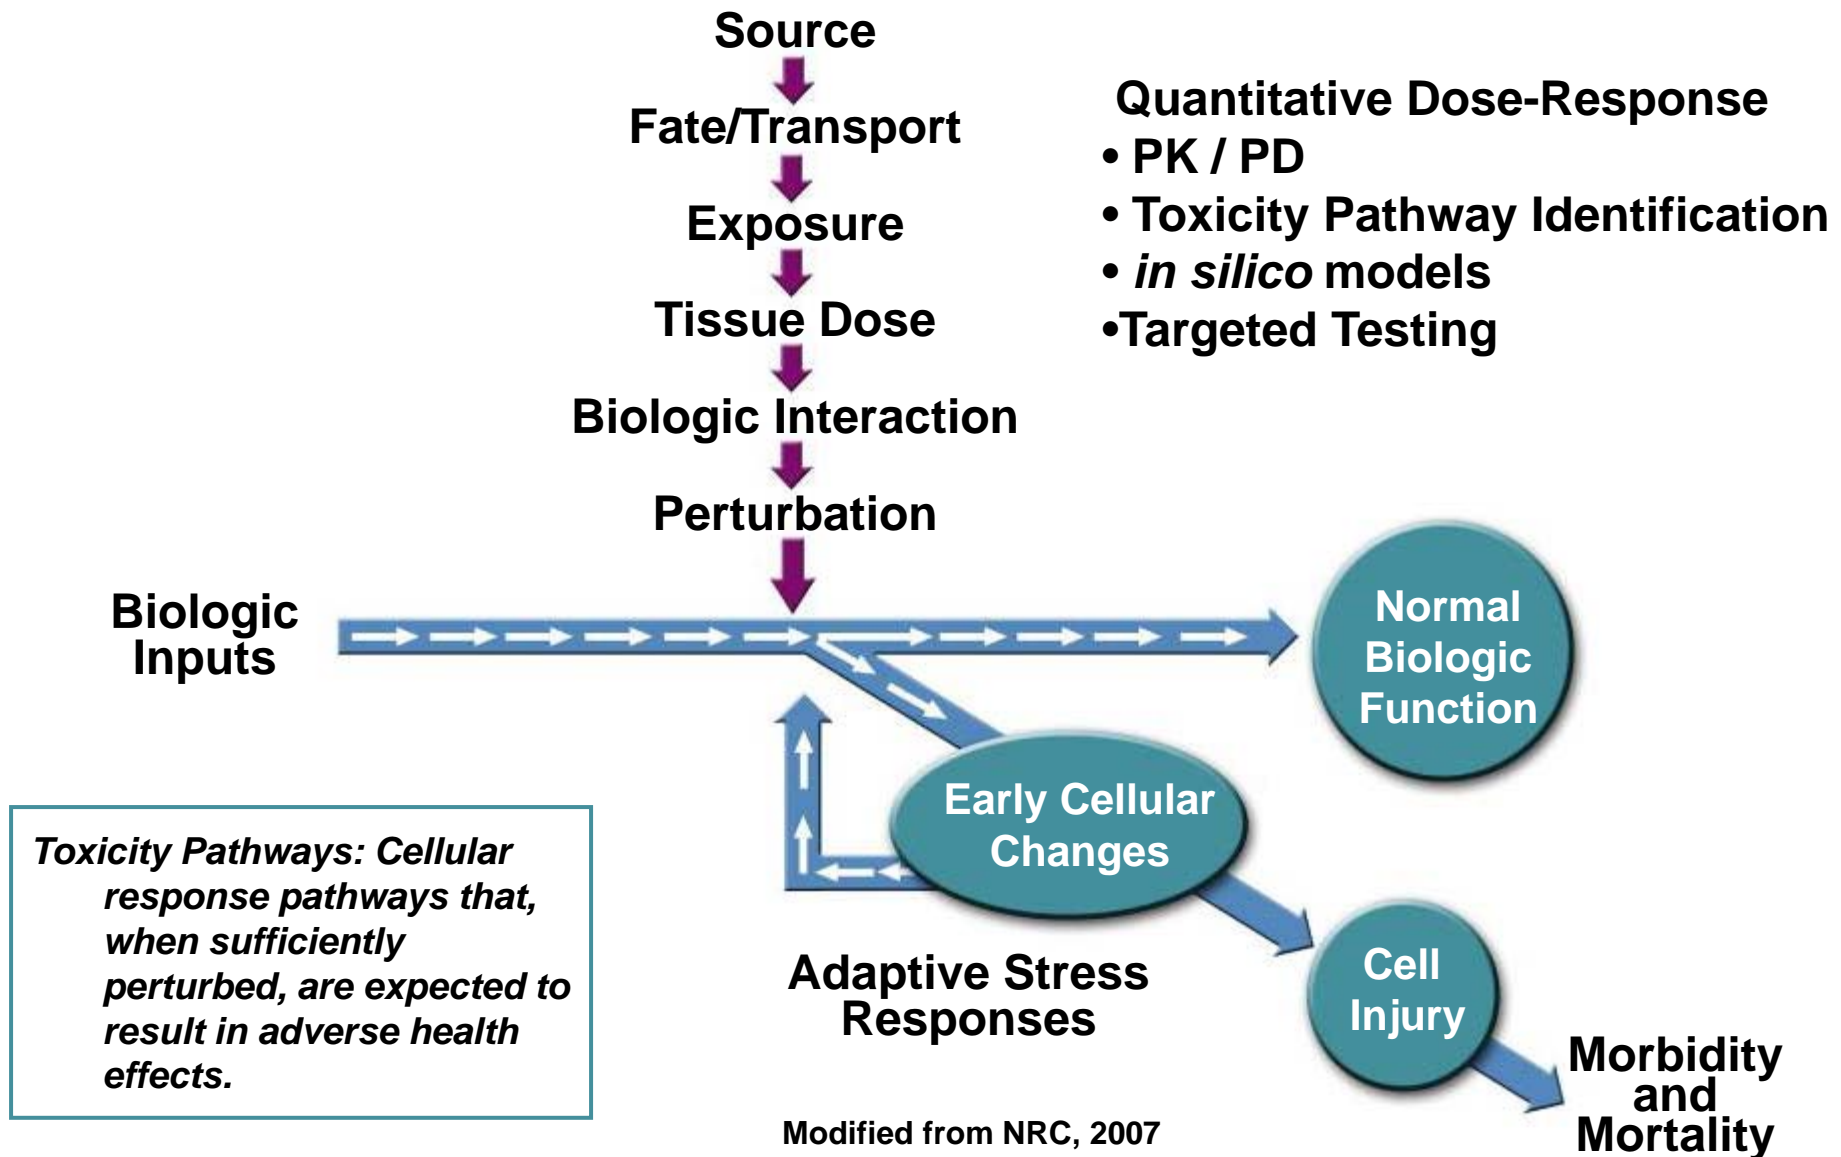 Source
Fate/Transport
Exposure
Tissue Dose
Biologic Interaction
Perturbation
Quantitative Dose-Response
• PK / PD
• Toxicity Pathway Identification
• in silico models
•Targeted Testing
Biologic
Inputs
Normal
Biologic
Function
Early Cellular
Changes
Adaptive Stress
Responses
Cell
Injury
Morbidity
and
Mortality
Toxicity Pathways: Cellular
response pathways that,
when sufficiently
perturbed, are expected to
result in adverse health
effects.
Modified from NRC, 2007